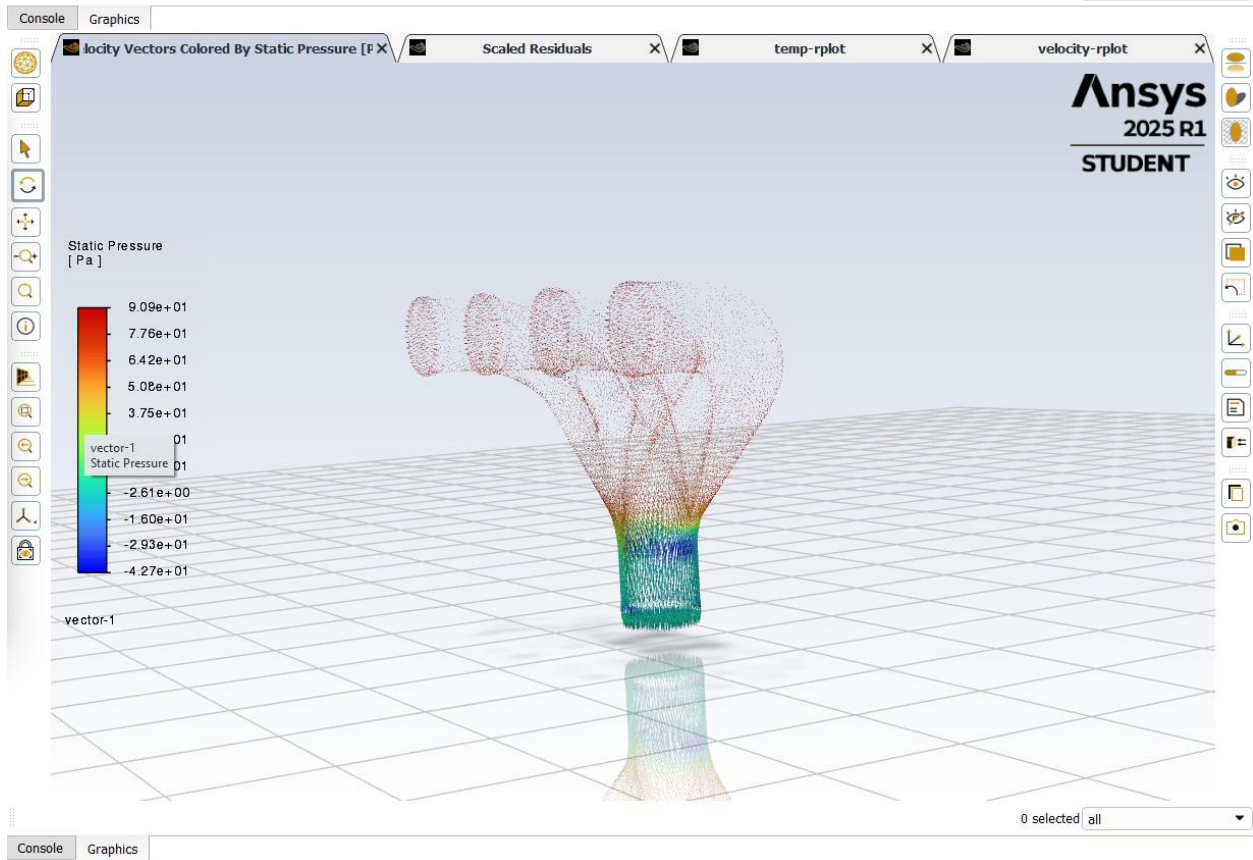 Console Graphics
locity Vectors Colored By Static Pressure [F
Scaled Residuals
temp-rplot
velocity-rplot
Ansys
2025 R1
STUDENT
Static Pressure
[ Pa ]
9.09e+01
7.76e+01
6.42e+01
5.08e+01
3.75e+01
01
vector-1
Static Pressure
01
-2.61e+00
-1.60e+01
-2.93e+01
-4.27e+01
vector-1
0 selected all
Console Graphics